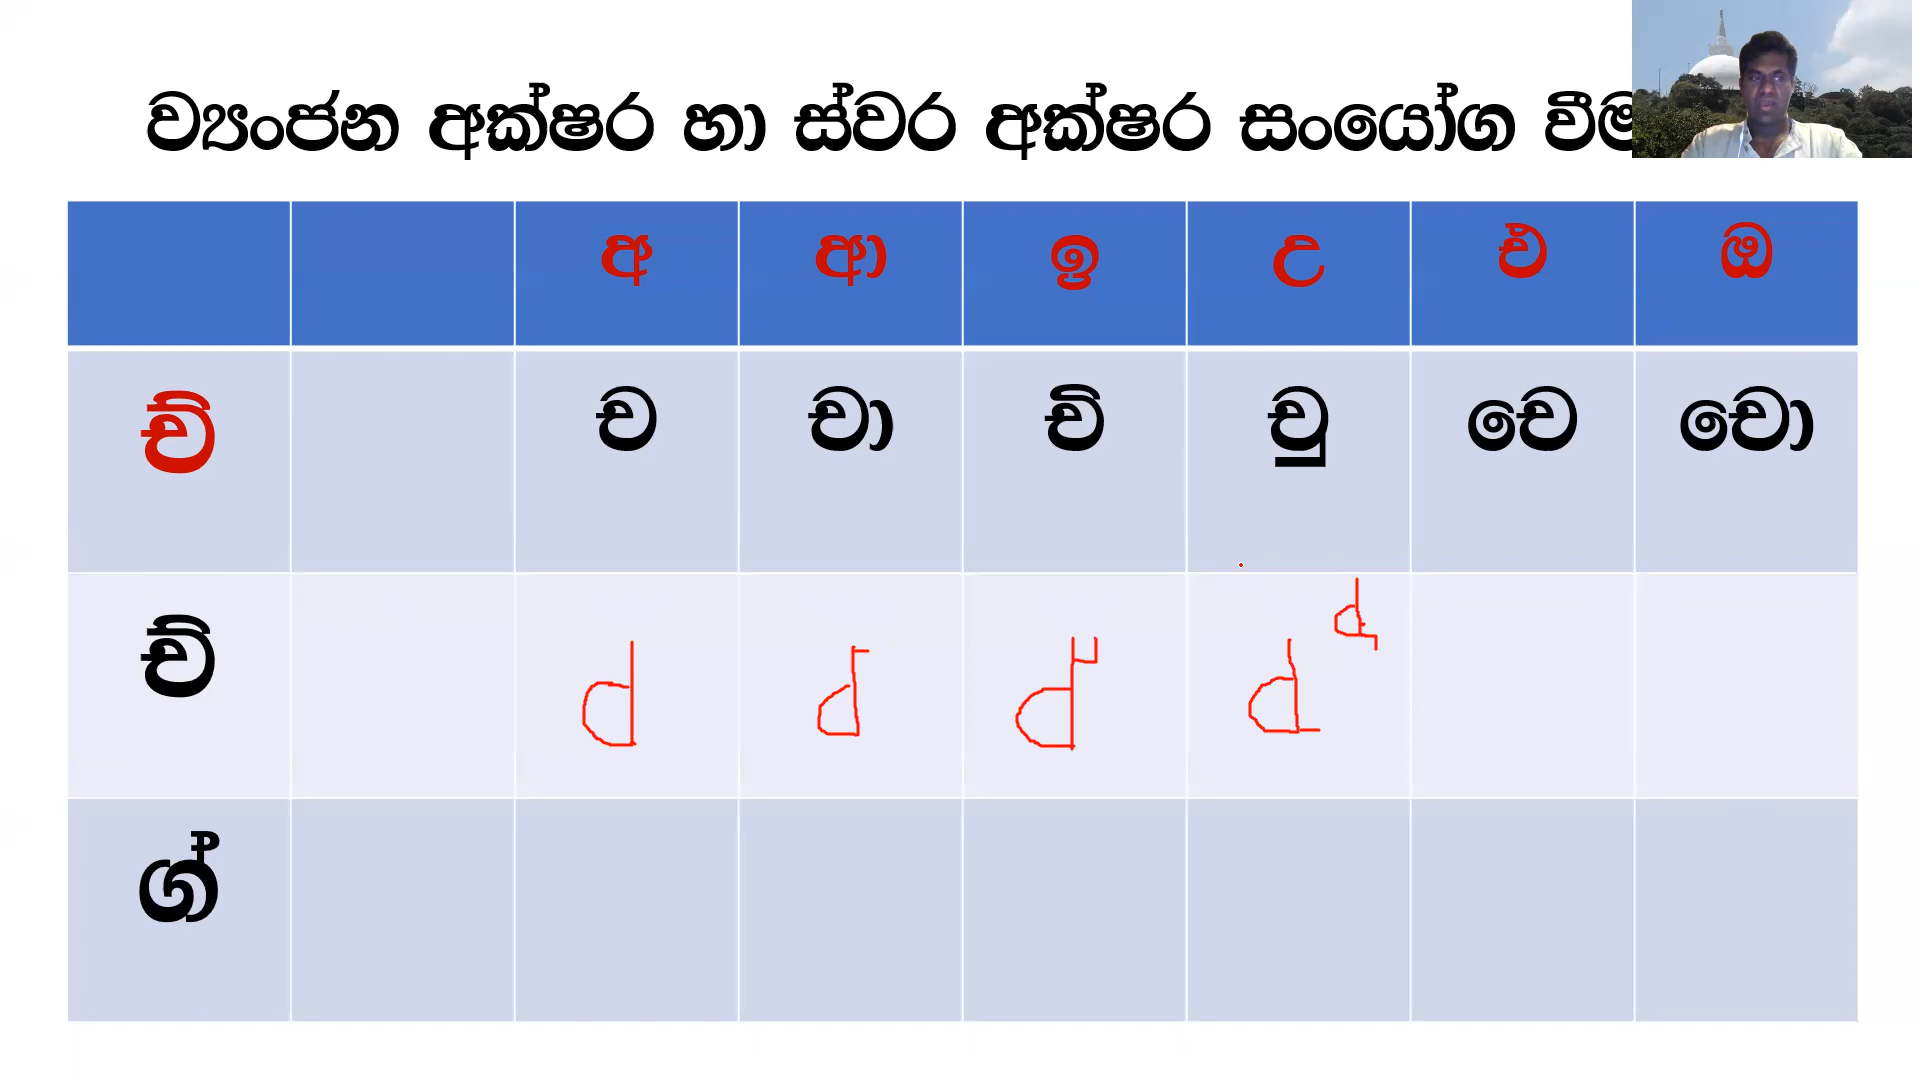 ව්‍යංජන අක්ෂර හා ස්වර අක්ෂර සංයෝග වීම
අ ආ ඉ උ එ ඔ
ච් ච චා චි චු චෙ චො
ච් 𑀘 𑀘𑀸 𑀘𑀺 𑀘𑀼 𑀘𑀼
ග්